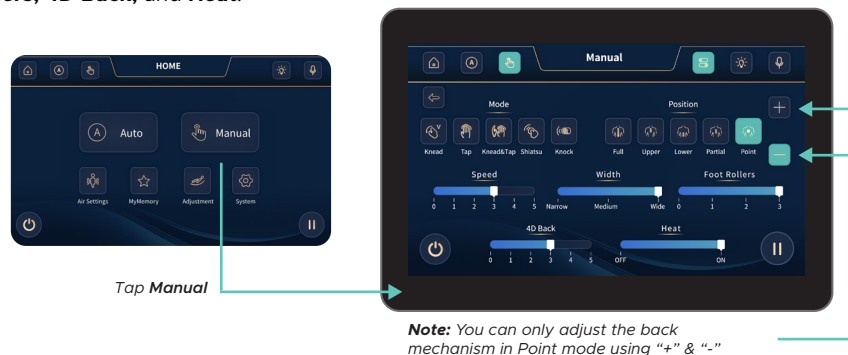 ers, 4D Back, and Heat.
HOME
A Auto
Manual
Air Settings MyMemory Adjustment System
Tap Manual
Manual
Mode Position
Knead Tap Knead&Tap Shiatsu Knock Full Upper Lower Partial Point
Speed Width Foot Rollers
0 1 2 3 4 5 Narrow Medium Wide 0 1 2 3
4D Back Heat
0 1 2 3 4 5 OFF ON
Note: You can only adjust the back
mechanism in Point mode using "+" & "-"